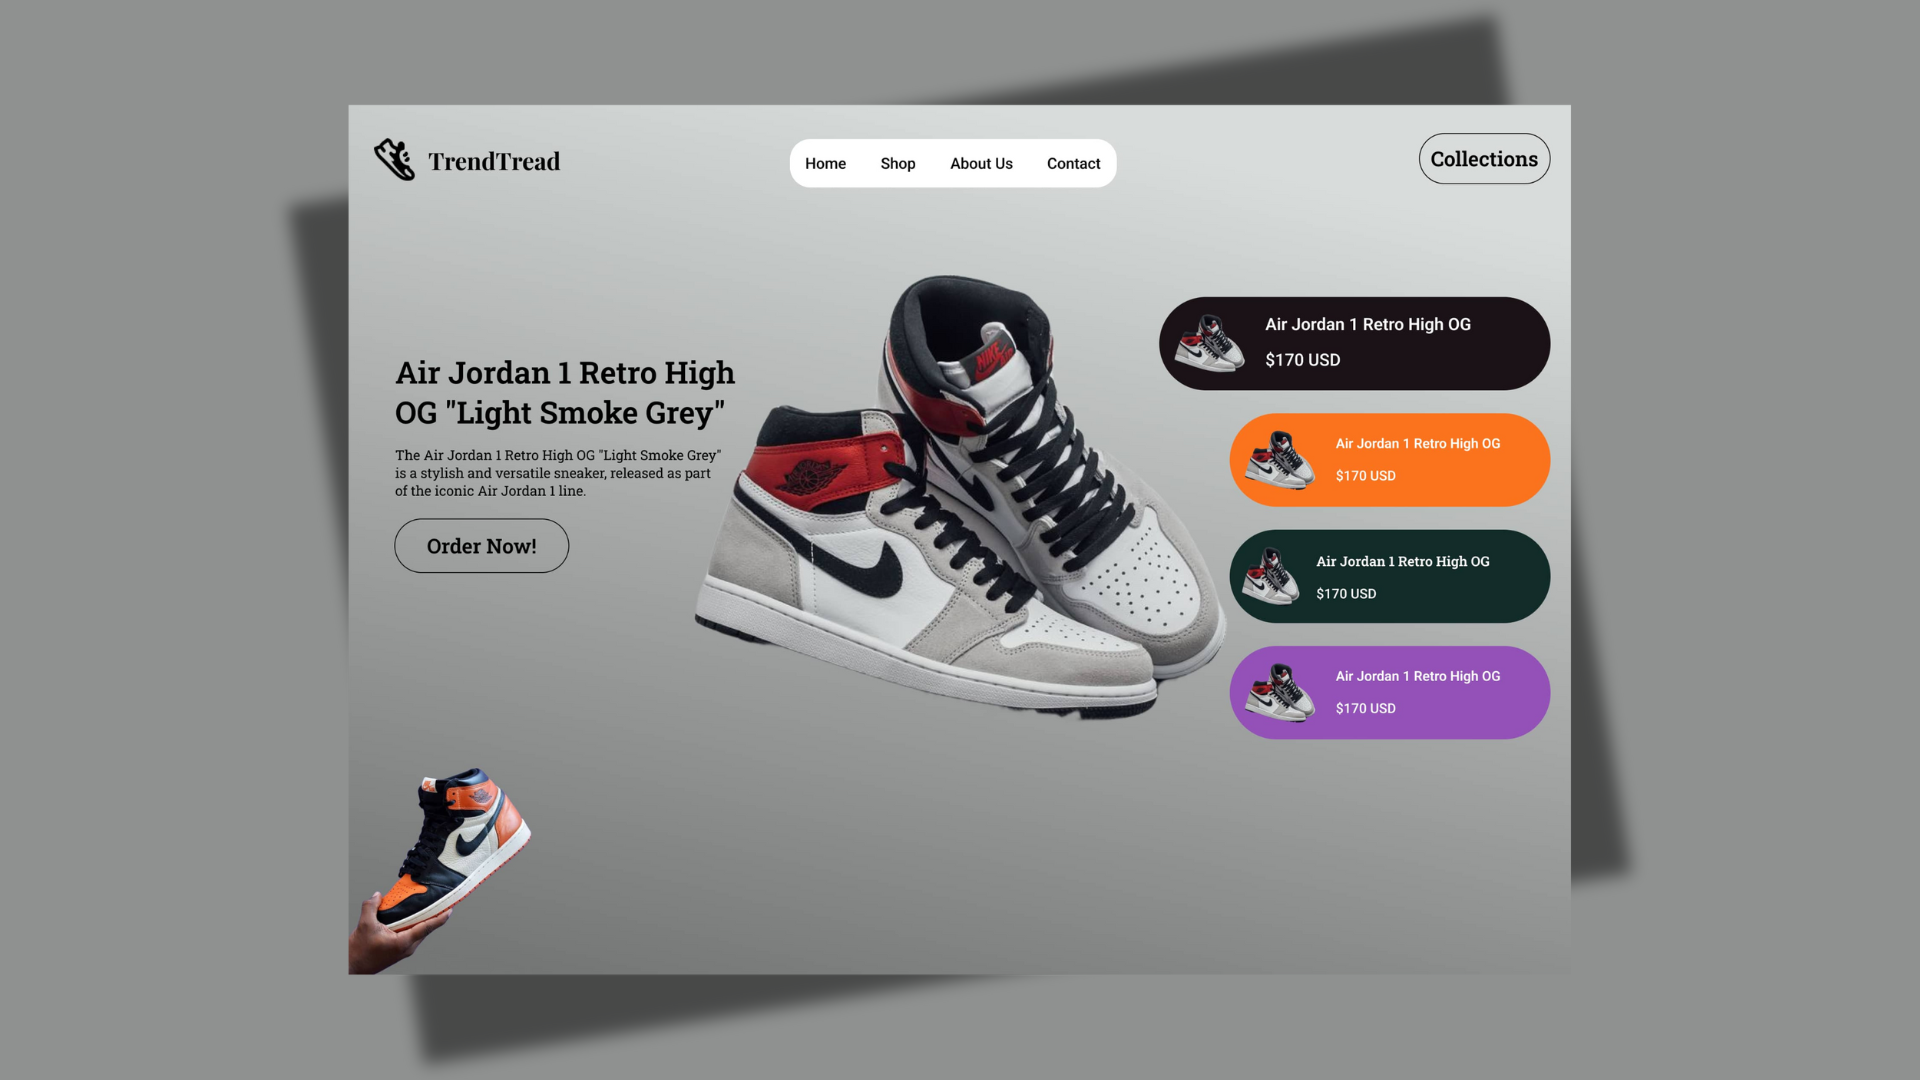 TrendTread
Home
Shop
About Us
Contact
Collections
Air Jordan 1 Retro High
OG "Light Smoke Grey"
The Air Jordan 1 Retro High OG "Light Smoke Grey"
is a stylish and versatile sneaker, released as part
of the iconic Air Jordan 1 line.
Order Now!
NIKE
Air Jordan 1 Retro High OG
$170 USD
Air Jordan 1 Retro High OG
$170 USD
Air Jordan 1 Retro High OG
$170 USD
Air Jordan 1 Retro High OG
$170 USD